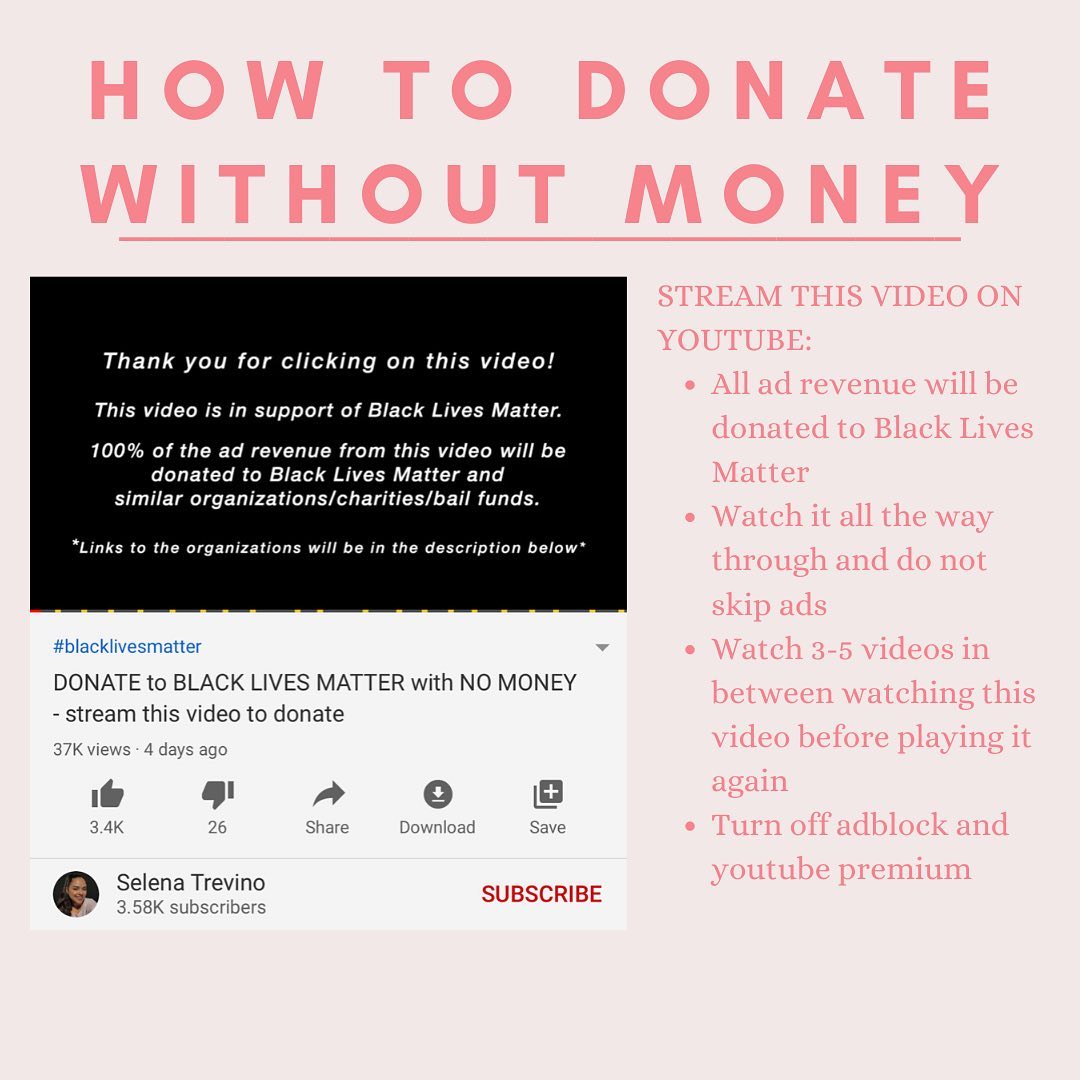 HOW TO DONATE
WITHOUT MONEY
Thank you for clicking on this video!
This video is in support of Black Lives Matter.
100% of the ad revenue from this video will be
donated to Black Lives Matter and
similar organizations/charities/bail funds.
*Links to the organizations will be in the description below*
#blacklivesmatter
DONATE to BLACK LIVES MATTER with NO MONEY
- stream this video to donate
37K views · 4 days ago
3.4K
26
Share
Download
Save
Selena Trevino
3.58K subscribers
SUBSCRIBE
STREAM THIS VIDEO ON
YOUTUBE:
• All ad revenue will be
donated to Black Lives
Matter
• Watch it all the way
through and do not
skip ads
• Watch 3-5 videos in
between watching this
video before playing it
again
• Turn off adblock and
youtube premium